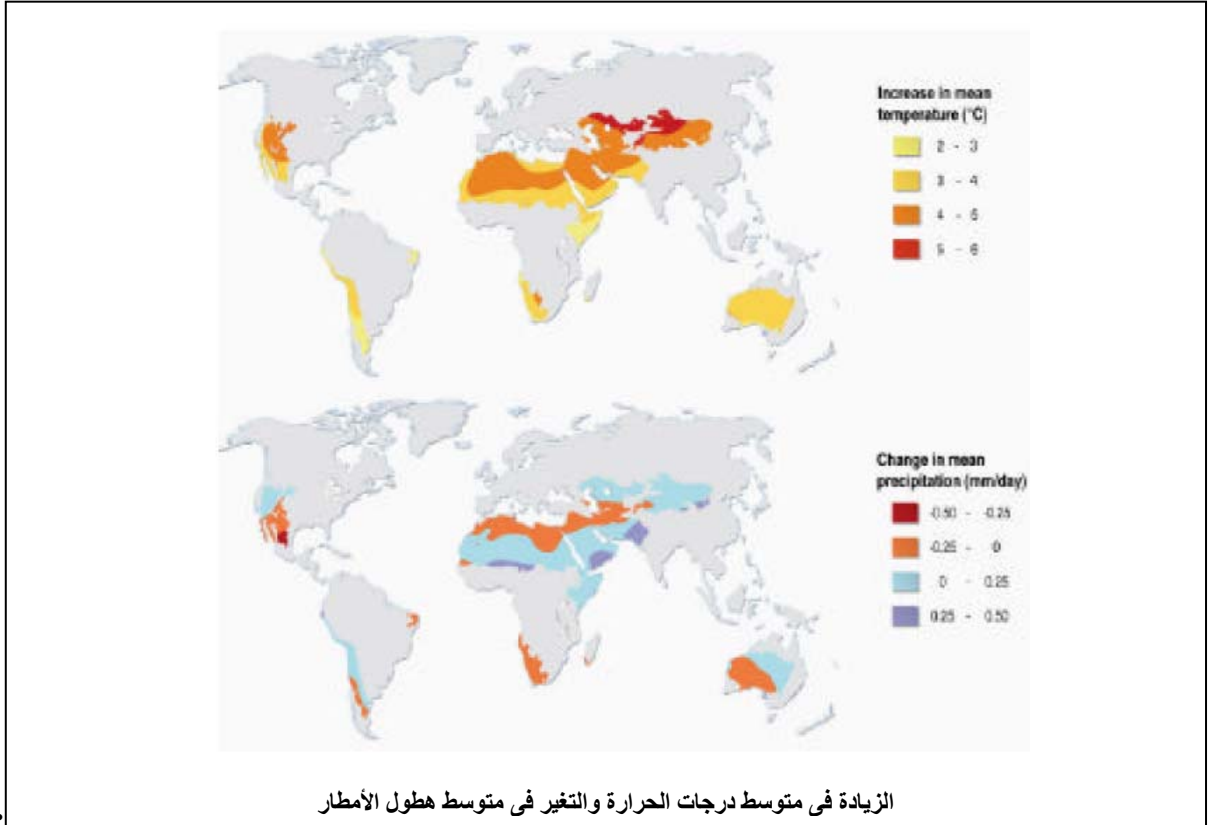 Increase in mean
temperature (°C)
2 - 3
3 - 4
4 - 5
5 - 6
Change in mean
precipitation (mm/day)
-0.50 - -0.25
-0.25 - 0
0 - 0.25
0.25 - 0.50
الزيادة فى متوسط درجات الحرارة والتغير فى متوسط هطول الأمطار